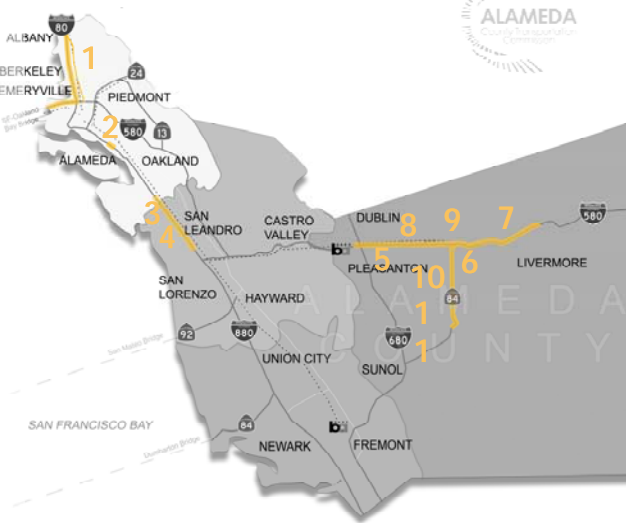 ALAMEDA
County Transportation
Commission
80
ALBANY
1
BERKELEY
24
EMERYVILLE
PIEDMONT
SF-Oakland
Bay Bridge
2
580
13
ALAMEDA
OAKLAND
3
SAN
LEANDRO
4
CASTRO
VALLEY
DUBLIN
8
9
7
580
5
PLEASANTON
6
LIVERMORE
10
SAN
LORENZO
HAYWARD
84
1
ALAMEDA
COUNTY
92
880
San Mateo Bridge
680
1
UNION CITY
SUNOL
SAN FRANCISCO BAY
84
Dumbarton Bridge
NEWARK
FREMONT